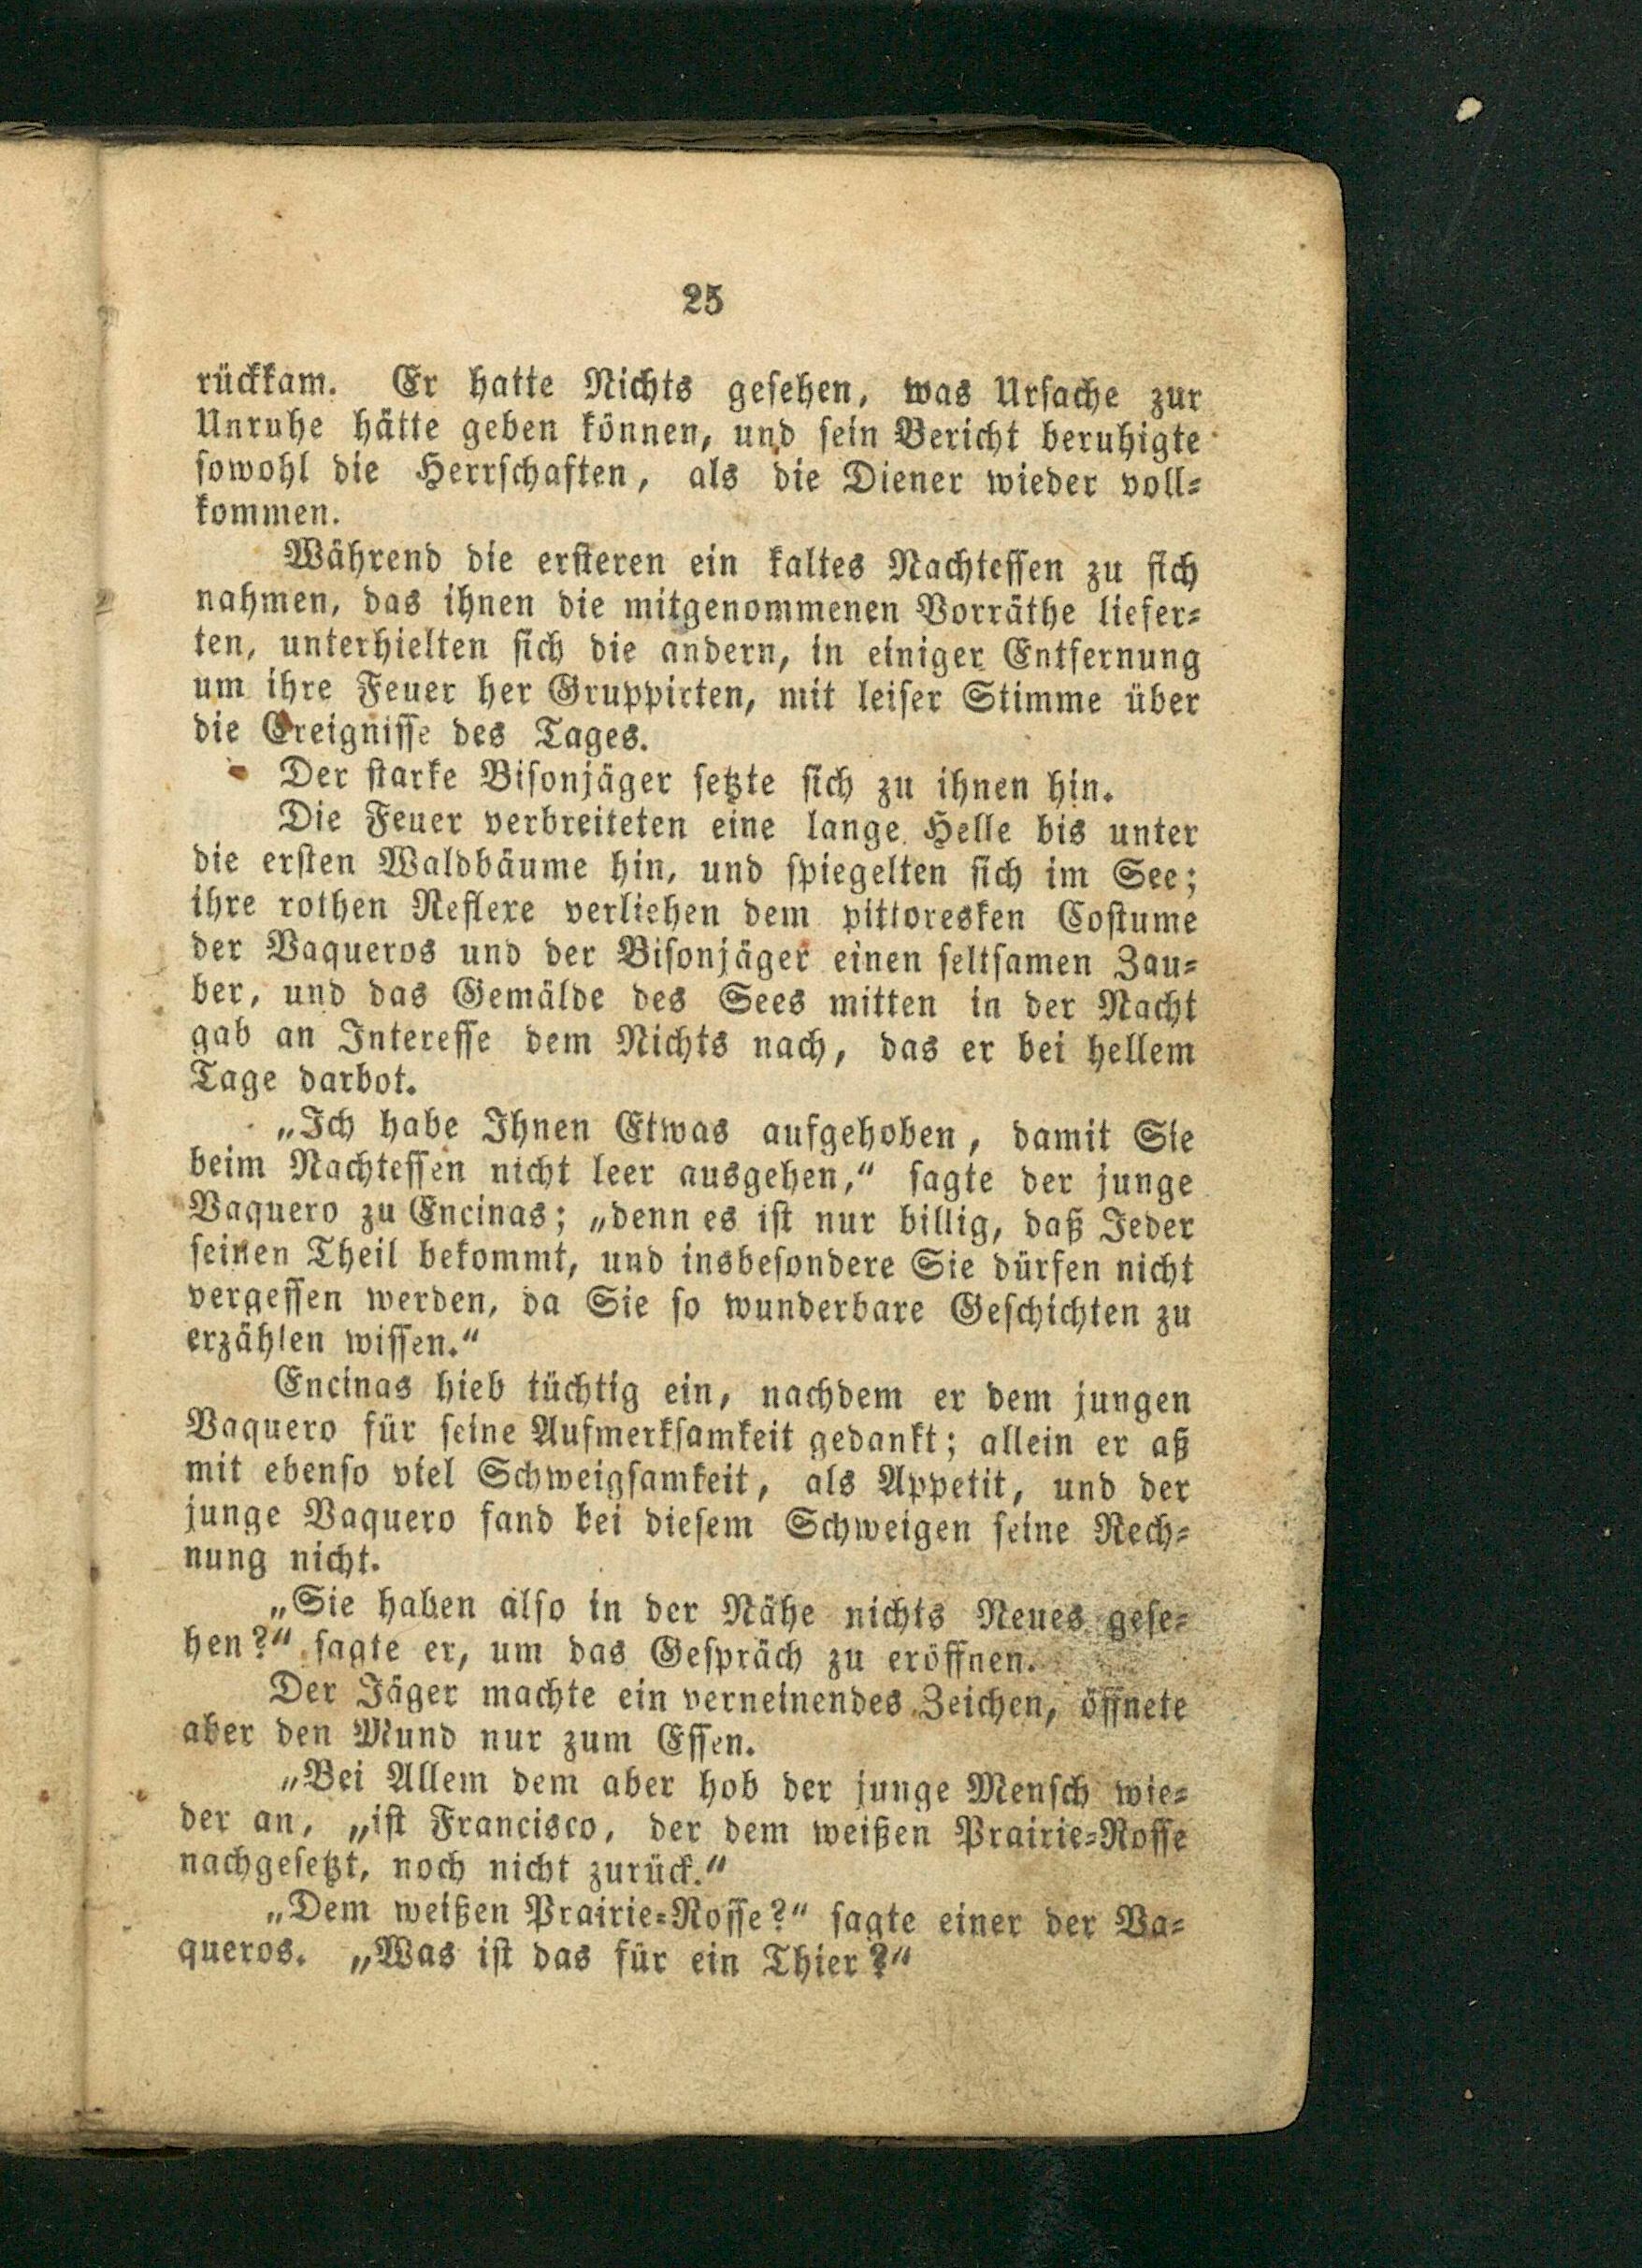 25
rückkam. Er hatte Nichts gesehen, was Ursache zur
Unruhe hätte geben können, und sein Bericht beruhigte
sowohl die Herrschaften, als die Diener wieder voll-
kommen.
Während die ersteren ein kaltes Nachtessen zu sich
nahmen, das ihnen die mitgenommenen Vorräthe liefer-
ten, unterhielten sich die andern, in einiger Entfernung
um ihre Feuer her Gruppirten, mit leiser Stimme über
die Ereignisse des Tages.
Der starke Bisonjäger setzte sich zu ihnen hin.
Die Feuer verbreiteten eine lange Helle bis unter
die ersten Waldbäume hin, und spiegelten sich im See;
ihre rothen Reflexe verliehen dem pittoresken Costume
der Vaqueros und der Bisonjäger einen seltsamen Zau-
ber, und das Gemälde des Sees mitten in der Nacht
gab an Interesse dem Nichts nach, das er bei hellem
Tage darbot.
„Ich habe Ihnen Etwas aufgehoben, damit Sie
beim Nachtessen nicht leer ausgehen,“ sagte der junge
Vaquero zu Encinas; „denn es ist nur billig, daß Jeder
seinen Theil bekommt, und insbesondere Sie dürfen nicht
vergessen werden, da Sie so wunderbare Geschichten zu
erzählen wissen.“
Encinas hieb tüchtig ein, nachdem er dem jungen
Vaquero für seine Aufmerksamkeit gedankt; allein er aß
mit ebenso viel Schweigsamkeit, als Appetit, und der
junge Vaquero fand bei diesem Schweigen seine Rech-
nung nicht.
„Sie haben also in der Nähe nichts Neues gese-
hen?“ sagte er, um das Gespräch zu eröffnen.
Der Jäger machte ein verneinendes Zeichen, öffnete
aber den Mund nur zum Essen.
„Bei Allem dem aber hob der junge Mensch wie-
der an, „ist Francisco, der dem weißen Prairie-Rosse
nachgesetzt, noch nicht zurück.“
„Dem weißen Prairie-Rosse?“ sagte einer der Va-
queros. „Was ist das für ein Thier?“